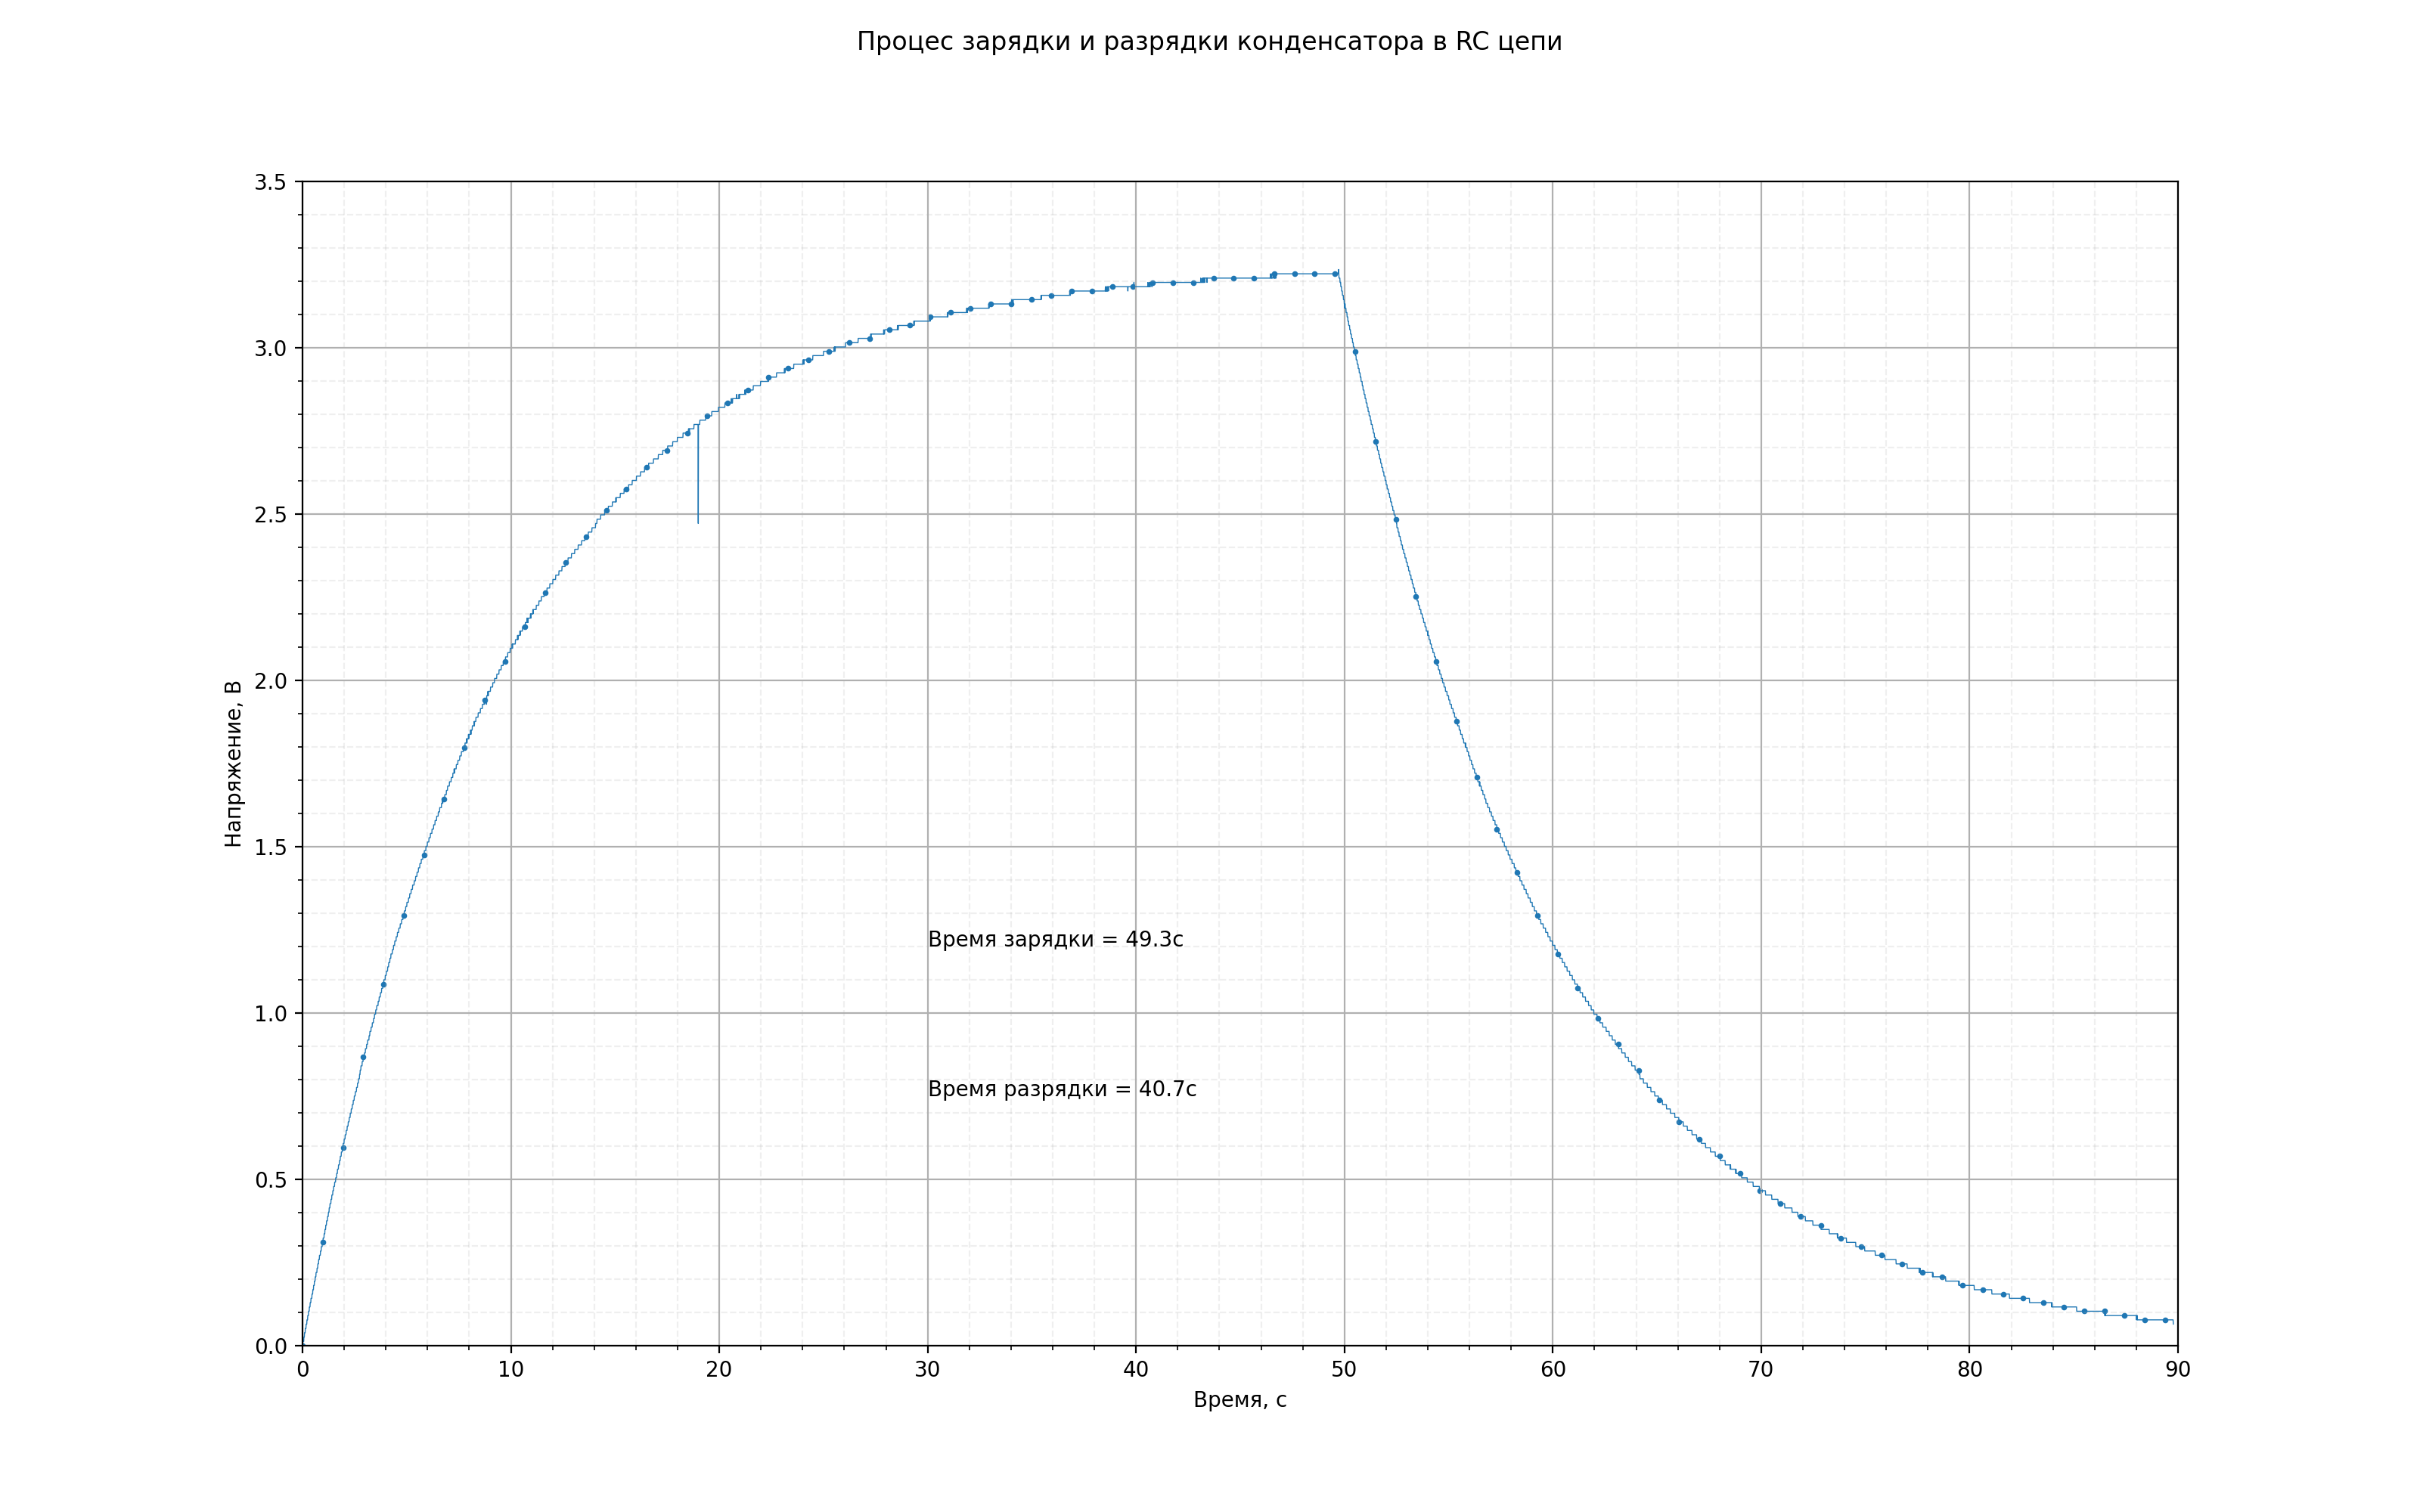 Процес зарядки и разрядки конденсатора в RC цепи
3.5
3.0
2.5
2.0
1.5
1.0
0.5
0.0
Напряжение, В
Время зарядки = 49.3с
Время разрядки = 40.7с
0 10 20 30 40 50 60 70 80 90
Время, с